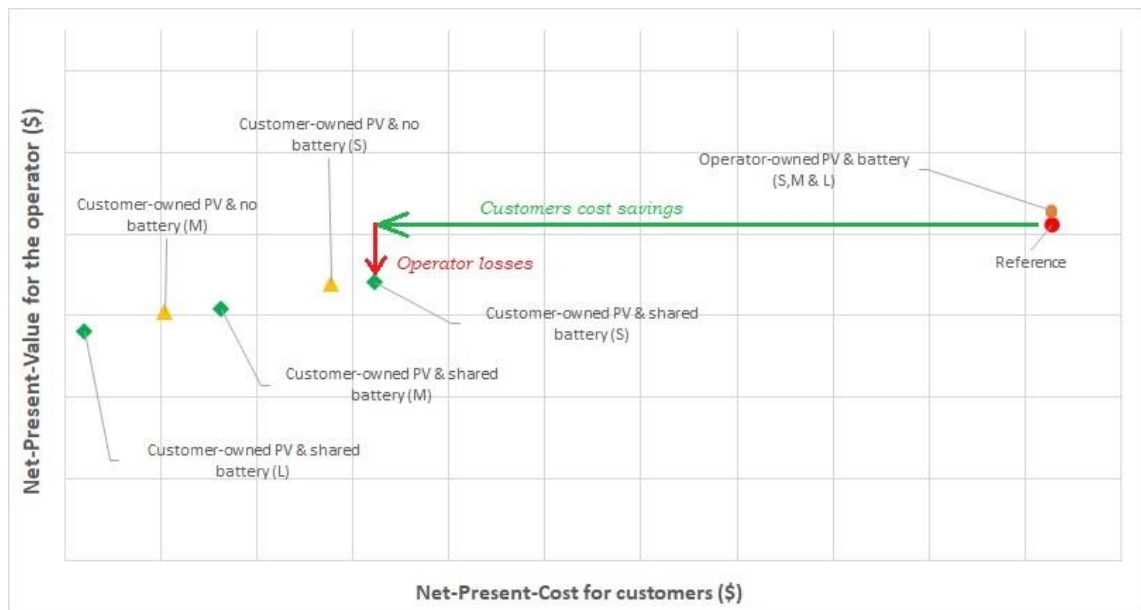 Net-Present-Value for the operator ($)
Customer-owned PV & no
battery (S)
Operator-owned PV & battery
(S,M & L)
Customer-owned PV & no
battery (M)
Customers cost savings
Operator losses
Reference
Customer-owned PV & shared
battery (S)
Customer-owned PV & shared
battery (M)
Customer-owned PV & shared
battery (L)
Net-Present-Cost for customers ($)